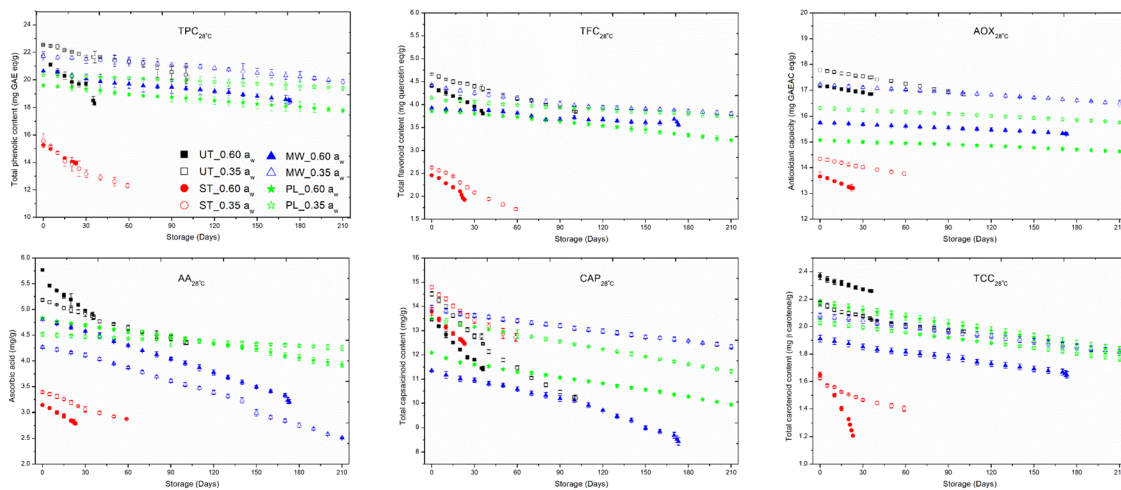 TPC28°C
Total phenolic content (mg GAE eq/g)
24
22
20
18
16
14
12
10
UT_0.60 aw
UT_0.35 aw
ST_0.60 aw
ST_0.35 aw
MW_0.60 aw
MW_0.35 aw
PL_0.60 aw
PL_0.35 aw
0 30 60 90 120 150 180 210
Storage (Days)
TFC28°C
Total flavonoid content (mg quercetin eq/g)
6.0
5.5
5.0
4.5
4.0
3.5
3.0
2.5
2.0
1.5
0 30 60 90 120 150 180 210
Storage (Days)
AOX28°C
Antioxidant capacity (mg GAEAC eq/g)
20
19
18
17
16
15
14
13
12
0 30 60 90 120 150 180 210
Storage (Days)
AA28°C
Ascorbic acid (mg/g)
6.0
5.5
5.0
4.5
4.0
3.5
3.0
2.5
2.0
0 30 60 90 120 150 180 210
Storage (Days)
CAP28°C
Total capsaicinoid content (mg/g)
16
15
14
13
12
11
10
9
8
0 30 60 90 120 150 180 210
Storage (Days)
TCC28°C
Total carotenoid content (mg β carotene/g)
2.4
2.2
2.0
1.8
1.6
1.4
1.2
1.0
0 30 60 90 120 150 180 210
Storage (Days)